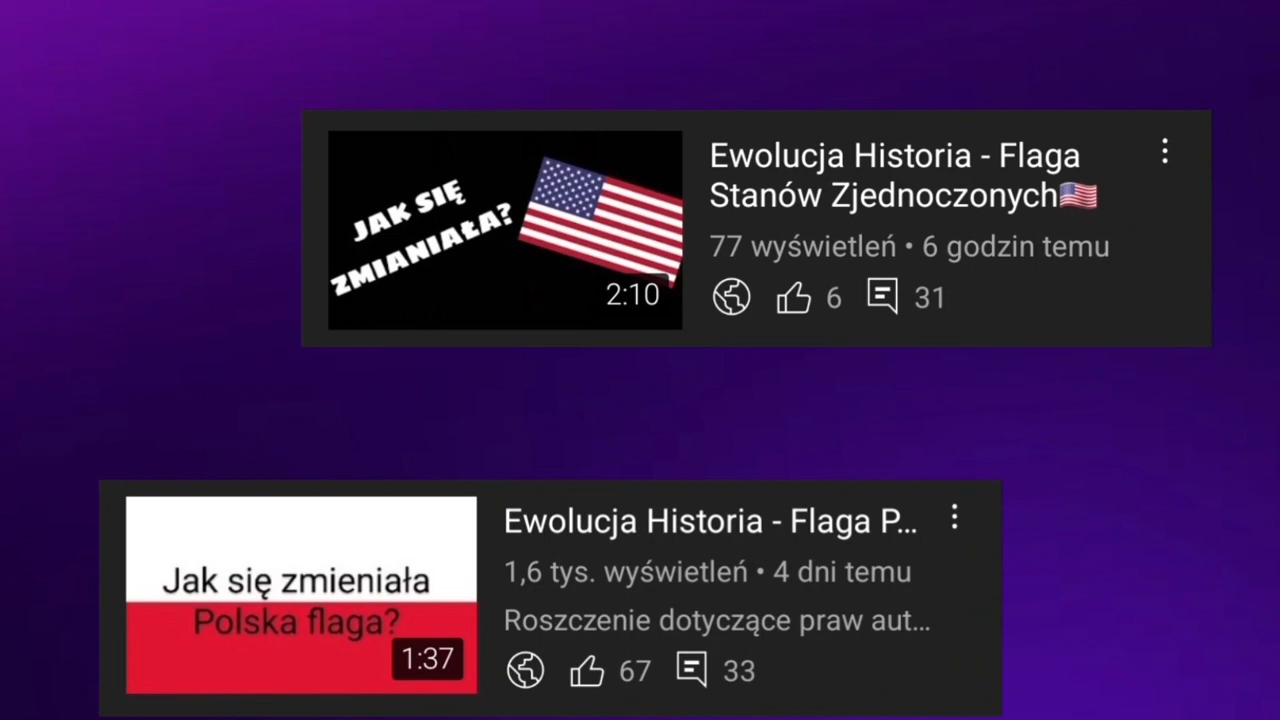 JAK SIĘ
ZMIANIAŁA?
2:10
Ewolucja Historia - Flaga
Stanów Zjednoczonych🇺🇸
77 wyświetleń • 6 godzin temu
6 31
Jak się zmieniała
Polska flaga?
1:37
Ewolucja Historia - Flaga P...
1,6 tys. wyświetleń • 4 dni temu
Roszczenie dotyczące praw aut...
67 33